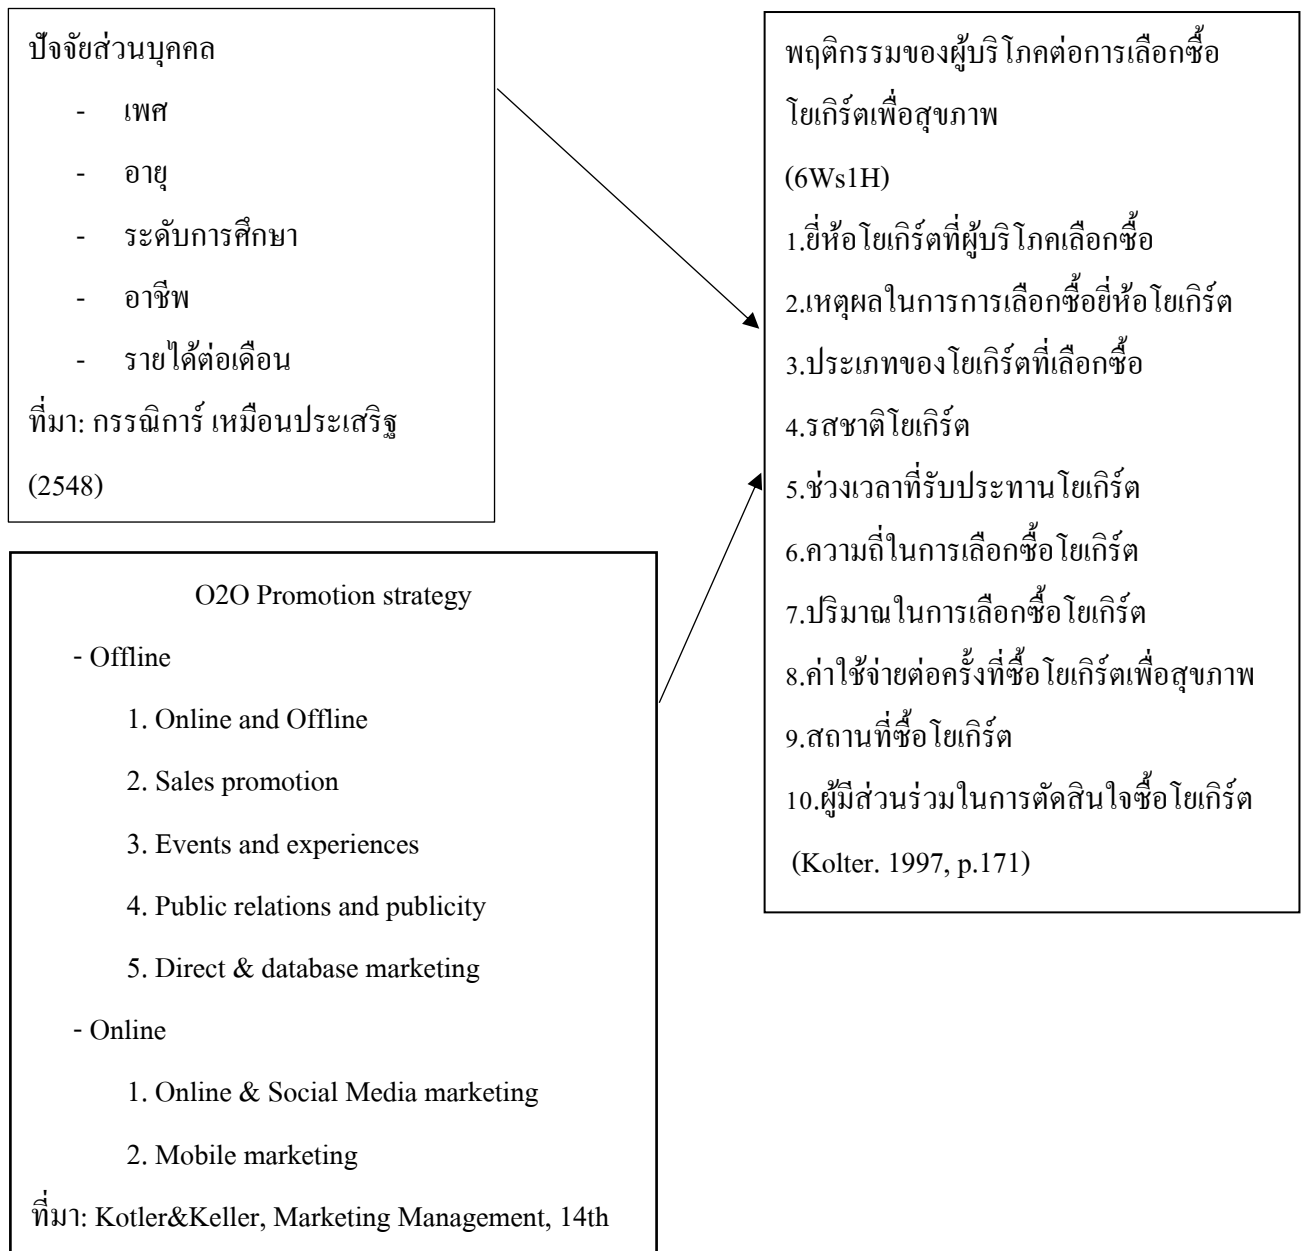 ปัจจัยส่วนบุคคล
- เพศ
- อายุ
- ระดับการศึกษา
- อาชีพ
- รายได้ต่อเดือน
ที่มา: กรรณิการ์ เหมือนประเสริฐ
(2548)
O2O Promotion strategy
- Offline
1. Online and Offline
2. Sales promotion
3. Events and experiences
4. Public relations and publicity
5. Direct & database marketing
- Online
1. Online & Social Media marketing
2. Mobile marketing
ที่มา: Kotler&Keller, Marketing Management, 14th
พฤติกรรมของผู้บริโภคต่อการเลือกซื้อ
โยเกิร์ตเพื่อสุขภาพ
(6Ws1H)
1.ยี่ห้อโยเกิร์ตที่ผู้บริโภคเลือกซื้อ
2.เหตุผลในการการเลือกซื้อยี่ห้อโยเกิร์ต
3.ประเภทของโยเกิร์ตที่เลือกซื้อ
4.รสชาติโยเกิร์ต
5.ช่วงเวลาที่รับประทานโยเกิร์ต
6.ความถี่ในการเลือกซื้อโยเกิร์ต
7.ปริมาณในการเลือกซื้อโยเกิร์ต
8.ค่าใช้จ่ายต่อครั้งที่ซื้อโยเกิร์ตเพื่อสุขภาพ
9.สถานที่ซื้อโยเกิร์ต
10.ผู้มีส่วนร่วมในการตัดสินใจซื้อโยเกิร์ต
(Kolter. 1997, p.171)